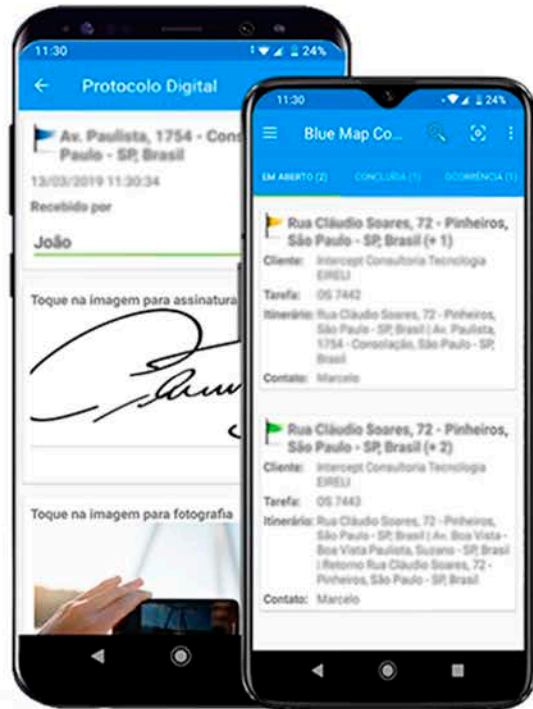 11:30
24%
Protocolo Digital
Av. Paulista, 1754 - Cons
Paulo - SP, Brasil
13/03/2019 11:30:34
Recebido por
João
Toque na imagem para assinatura
Toque na imagem para fotografia
11:30
24%
Blue Map Co...
EM ABERTO (2)
CONCLUÍDA (1)
OCORRÊNCIA (1)
Rua Cláudio Soares, 72 - Pinheiros,
São Paulo - SP, Brasil (+ 1)
Cliente: Intercept Consultoria Tecnologia
EIRELI
Tarefa: OS 7442
Itinerário: Rua Cláudio Soares, 72 - Pinheiros,
São Paulo - SP, Brasil | Av. Paulista,
1754 - Consolação, São Paulo - SP,
Brasil
Contato: Marcelo
Rua Cláudio Soares, 72 - Pinheiros,
São Paulo - SP, Brasil (+ 2)
Cliente: Intercept Consultoria Tecnologia
EIRELI
Tarefa: OS 7443
Itinerário: Rua Cláudio Soares, 72 - Pinheiros,
São Paulo - SP, Brasil | Av. Boa Vista -
Boa Vista Paulista, Suzano - SP, Brasil
| Retorno Rua Cláudio Soares, 72 -
Pinheiros, São Paulo - SP, Brasil
Contato: Marcelo